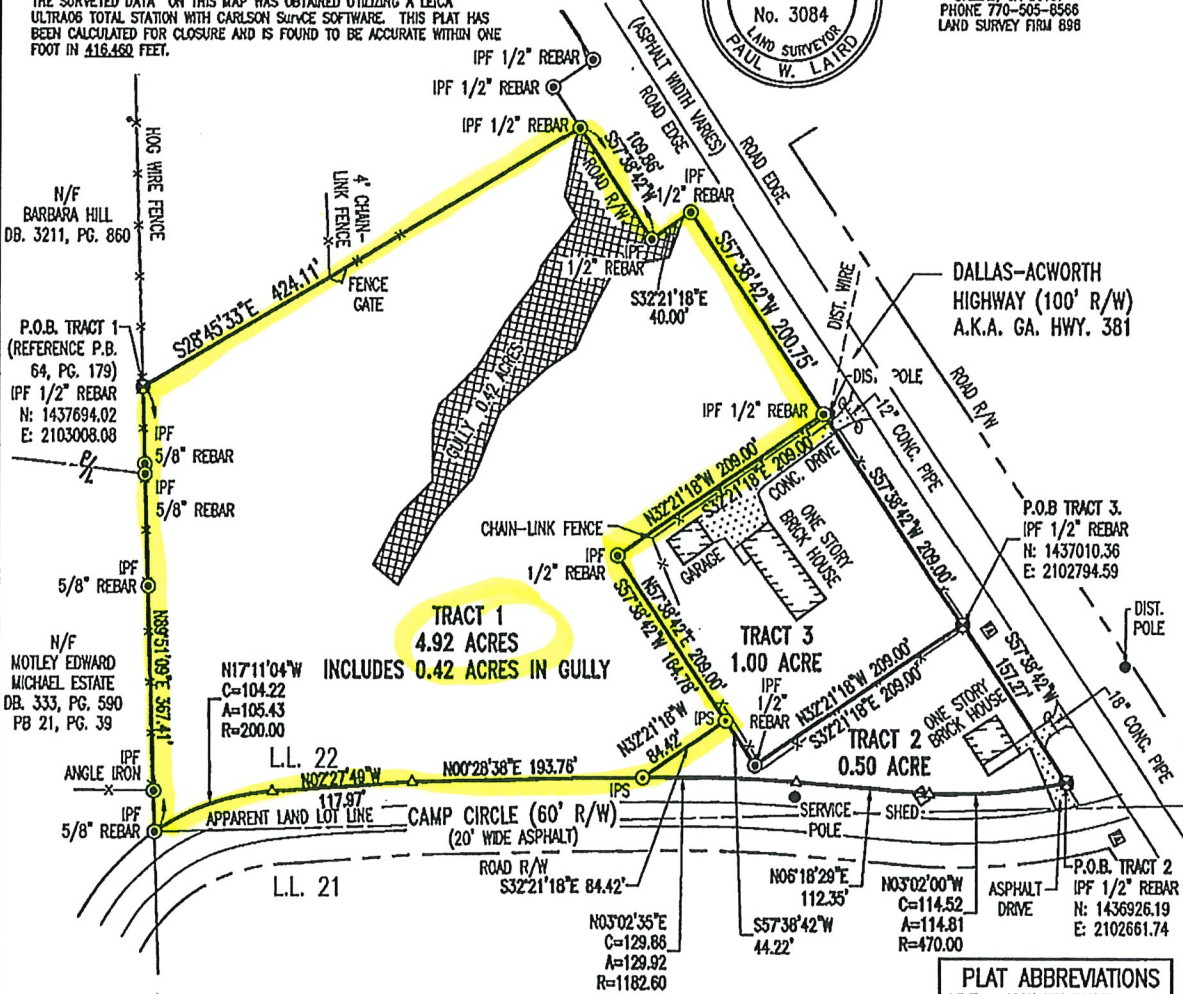 THE SURVEYED DATA ON THIS MAP WAS OBTAINED UTILIZING A LEICA
ULTRA06 TOTAL STATION WITH CARLSON SurvCE SOFTWARE. THIS PLAT HAS
BEEN CALCULATED FOR CLOSURE AND IS FOUND TO BE ACCURATE WITHIN ONE
FOOT IN 416,460 FEET.
No. 3084
LAND SURVEYOR
PAUL W. LAIRD
PHONE 770-505-8566
LAND SURVEY FIRM 898
IPF 1/2" REBAR
IPF 1/2" REBAR
IPF 1/2" REBAR
(ASPHALT WIDTH VARIES)
ROAD EDGE
ROAD EDGE
HOG WIRE FENCE
N/F
BARBARA HILL
DB. 3211, PG. 860
4' CHAIN-
LINK FENCE
FENCE
GATE
S57°38'42"W
109.86'
ROAD R/W
IPF
1/2" REBAR
IPF
1/2" REBAR
S32°21'18"E
40.00'
S28°45'33"E 424.11'
S57°38'42"W 200.75'
DIST. WIRE
DALLAS-ACWORTH
HIGHWAY (100' R/W)
A.K.A. GA. HWY. 381
P.O.B. TRACT 1
(REFERENCE P.B.
64, PG. 179)
IPF 1/2" REBAR
N: 1437694.02
E: 2103008.08
GULLY 0.42 ACRES
DIST. POLE
ROAD R/W
IPF 1/2" REBAR
12" CONC. PIPE
IPF
5/8" REBAR
P/L
IPF
5/8" REBAR
N32°21'18"W 209.00'
S32°21'18"E 209.00'
CONC. DRIVE
S57°38'42"W 209.00'
P.O.B TRACT 3.
IPF 1/2" REBAR
N: 1437010.36
E: 2102794.59
CHAIN-LINK FENCE
ONE STORY
BRICK HOUSE
GARAGE
IPF
1/2" REBAR
IPF
5/8" REBAR
N57°38'42"E 209.00'
S57°38'42"W 164.78'
TRACT 1
4.92 ACRES
INCLUDES 0.42 ACRES IN GULLY
TRACT 3
1.00 ACRE
DIST.
POLE
N/F
MOTLEY EDWARD
MICHAEL ESTATE
DB. 333, PG. 590
PB 21, PG. 39
N89°51'09"E 367.41'
N17°11'04"W
C=104.22
A=105.43
R=200.00
IPF
1/2"
REBAR
N32°21'18"W 209.00'
S32°21'18"E 209.00'
S57°38'42"W
157.27'
ONE STORY
BRICK HOUSE
18" CONC. PIPE
N32°21'18"W
84.42'
IPS
TRACT 2
0.50 ACRE
L.L. 22
IPF
ANGLE IRON
N02°27'49"W
117.97'
N00°28'38"E 193.76'
IPS
IPF
5/8" REBAR
APPARENT LAND LOT LINE
CAMP CIRCLE (60' R/W)
(20' WIDE ASPHALT)
SERVICE
POLE
SHED
ROAD R/W
L.L. 21
S32°21'18"E 84.42'
N06°18'29"E
112.35'
N03°02'00"W
C=114.52
A=114.81
R=470.00
ASPHALT
DRIVE
P.O.B. TRACT 2
IPF 1/2" REBAR
N: 1436926.19
E: 2102661.74
N03°02'35"E
C=129.86
A=129.92
R=1182.60
S57°38'42"W
44.22'
PLAT ABBREVIATIONS